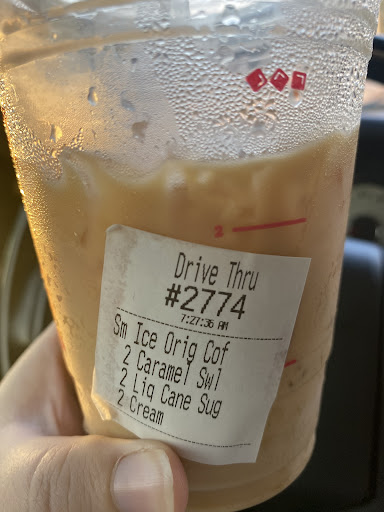 2
Drive Thru
#2774
7:27:36 AM
Sm Ice Orig Cof
2 Caramel Swl
2 Liq Cane Sug
2 Cream